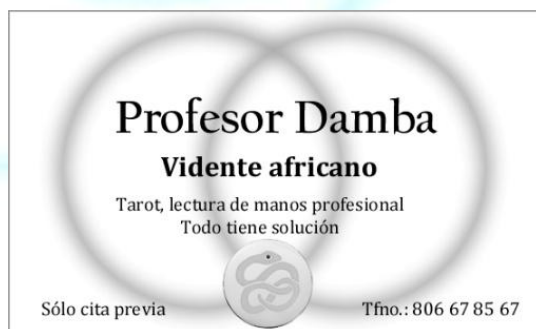 Profesor Damba
Vidente africano
Tarot, lectura de manos profesional
Todo tiene solución
Sólo cita previa
Tfno.: 806 67 85 67